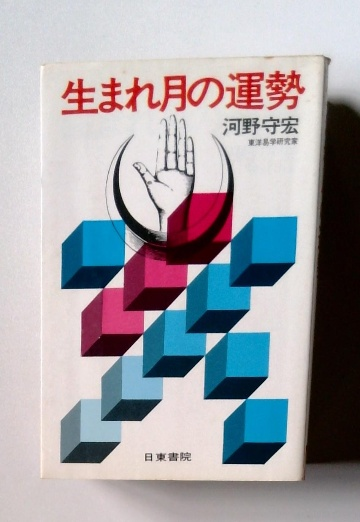 生まれ月の運勢
河野守宏
東洋易学研究家
日東書院